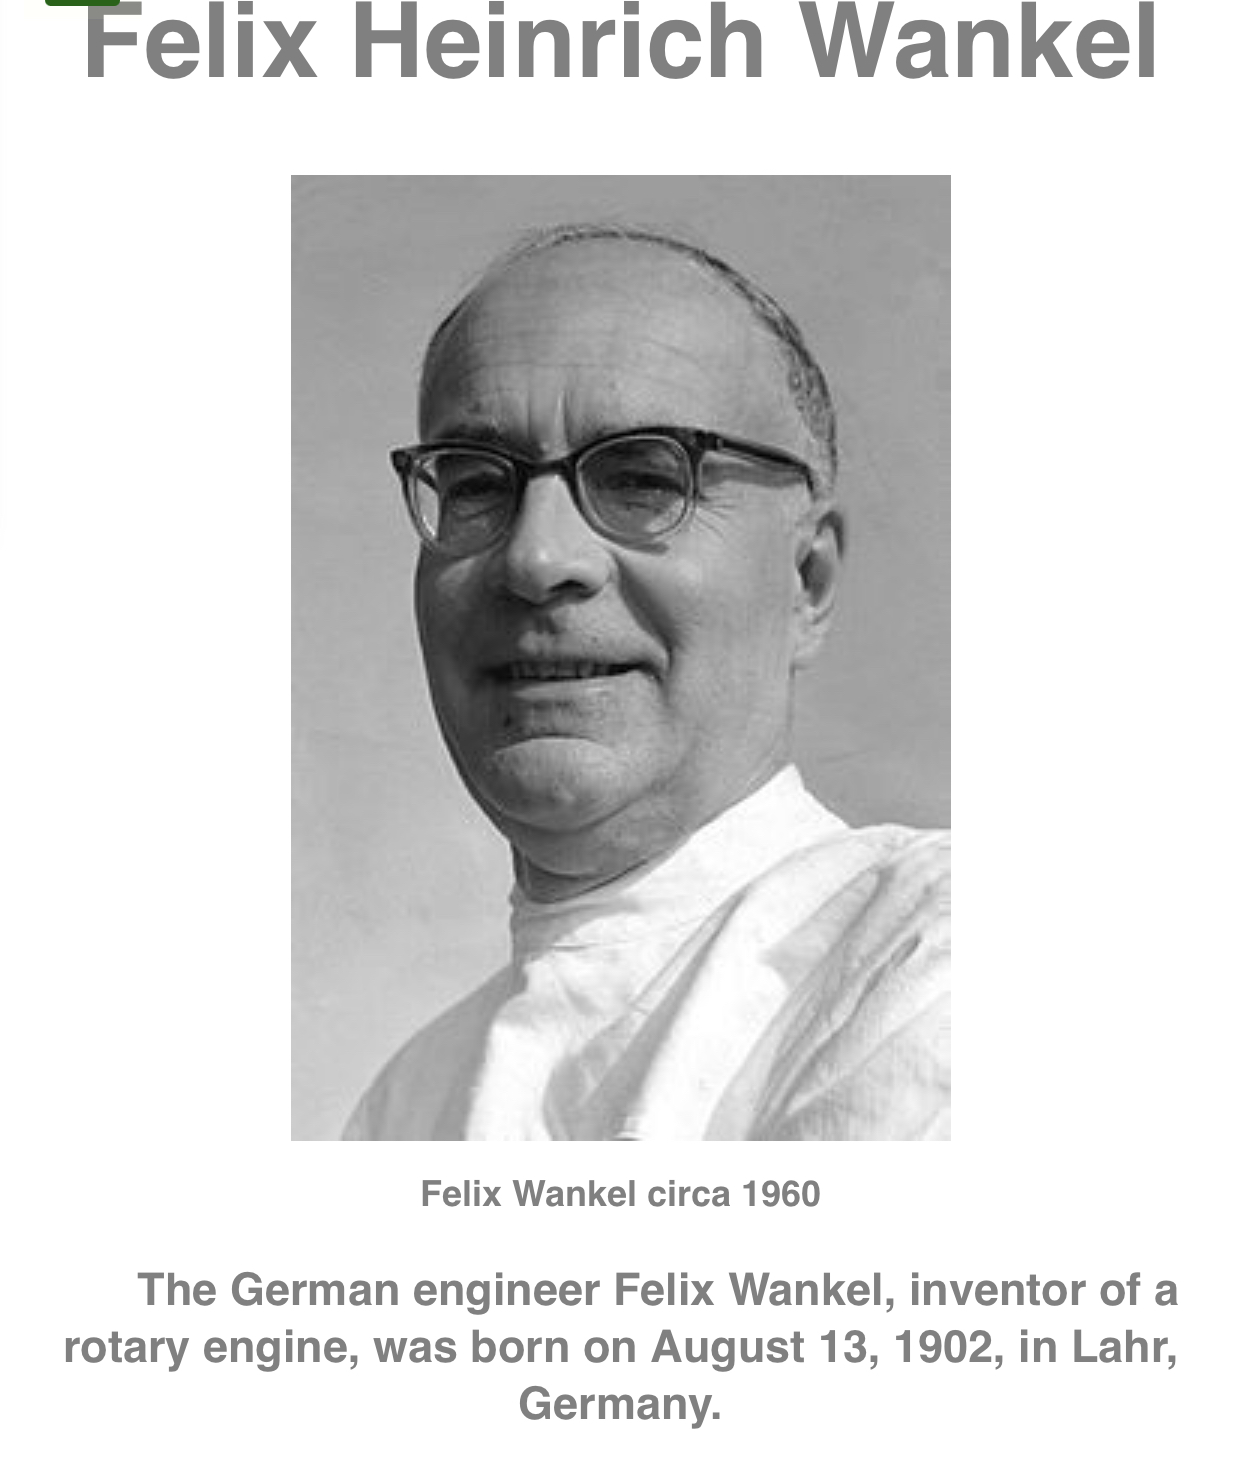 Felix Heinrich Wankel
Felix Wankel circa 1960
The German engineer Felix Wankel, inventor of a
rotary engine, was born on August 13, 1902, in Lahr,
Germany.